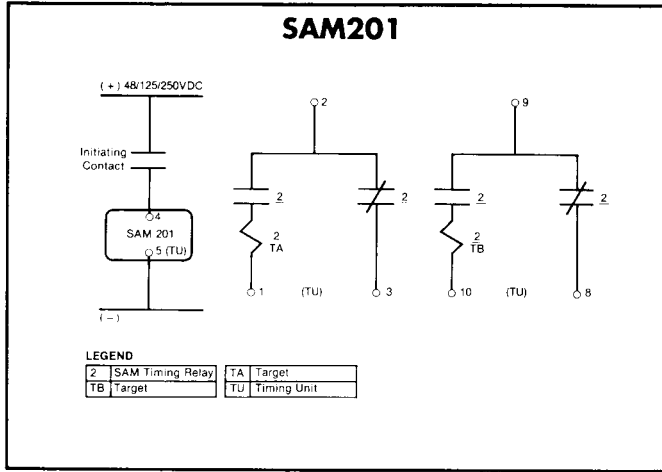 SAM201
(+) 48/125/250VDC
Initiating
Contact
4
SAM 201
5 (TU)
(−)
2
2
2
2
TA
1
(TU)
3
9
2
2
2
TB
10
(TU)
8
LEGEND
2 SAM Timing Relay TA Target
TB Target TU Timing Unit